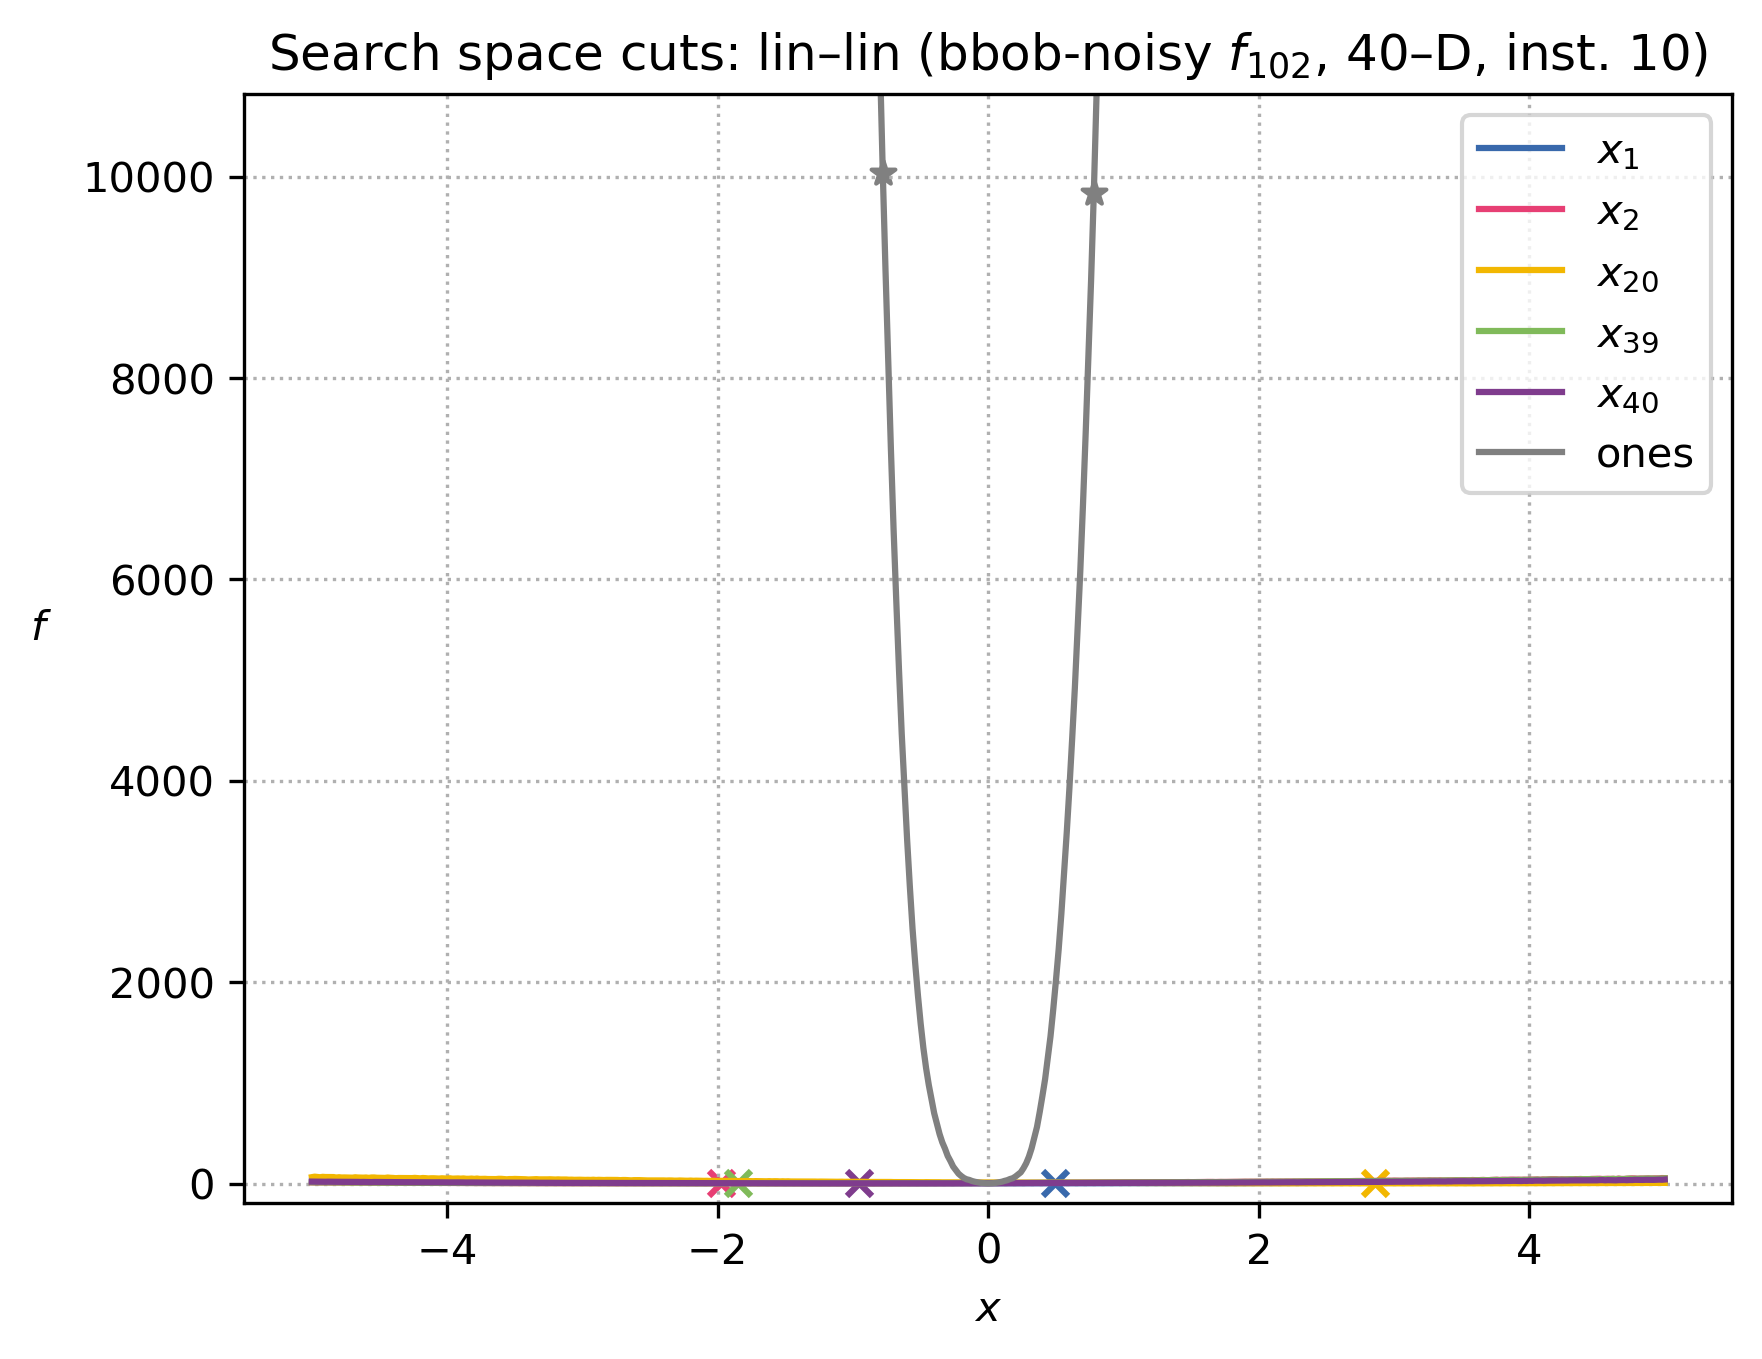 Search space cuts: lin–lin (bbob-noisy f₁₀₂, 40–D, inst. 10)
10000
8000
6000
4000
2000
0
f
−4
−2
0
2
4
x
x₁
x₂
x₂₀
x₃₉
x₄₀
ones